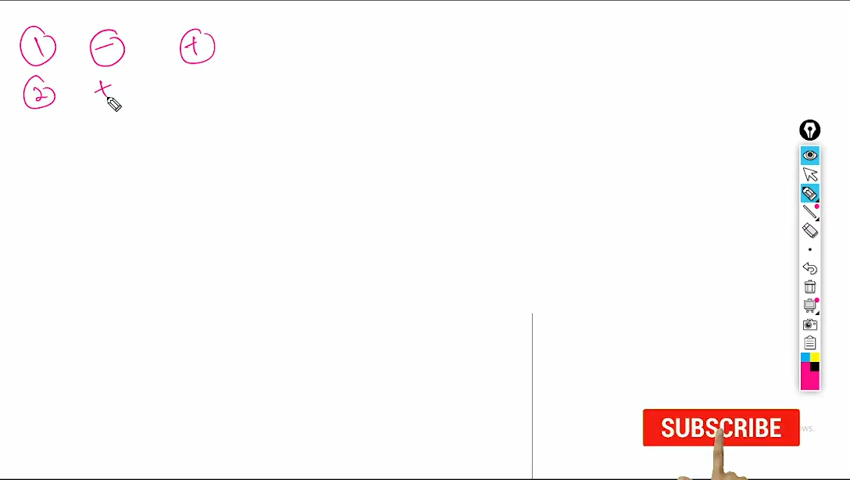 ① ⊖ ⊕
② +
SUBSCRIBE